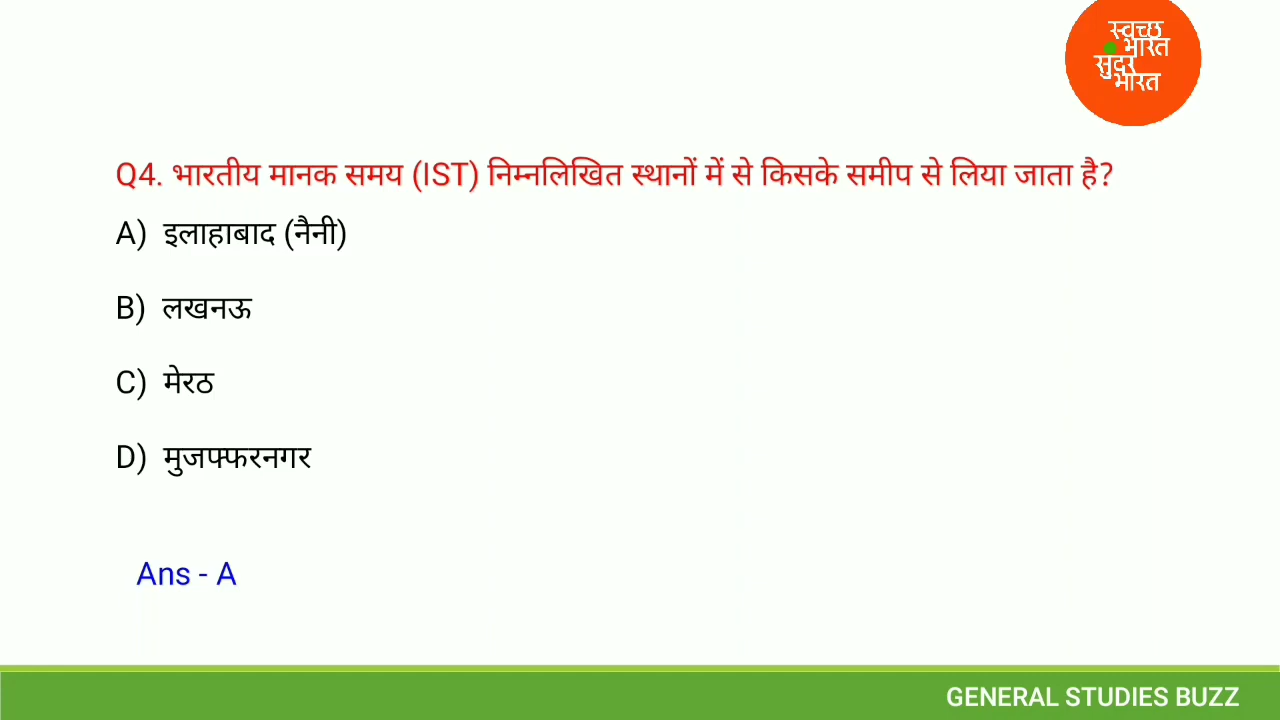 स्वच्छ
भारत
सुंदर
भारत
Q4. भारतीय मानक समय (IST) निम्नलिखित स्थानों में से किसके समीप से लिया जाता है?
A) इलाहाबाद (नैनी)
B) लखनऊ
C) मेरठ
D) मुजफ्फरनगर
Ans - A
GENERAL STUDIES BUZZ